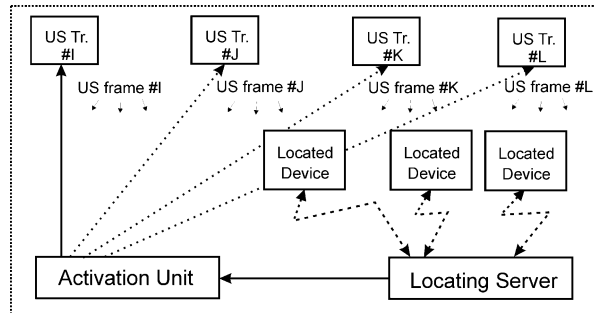 US Tr.
#I
US Tr.
#J
US Tr.
#K
US Tr.
#L
US frame #I
US frame #J
US frame #K
US frame #L
Located
Device
Located
Device
Located
Device
Activation Unit
Locating Server